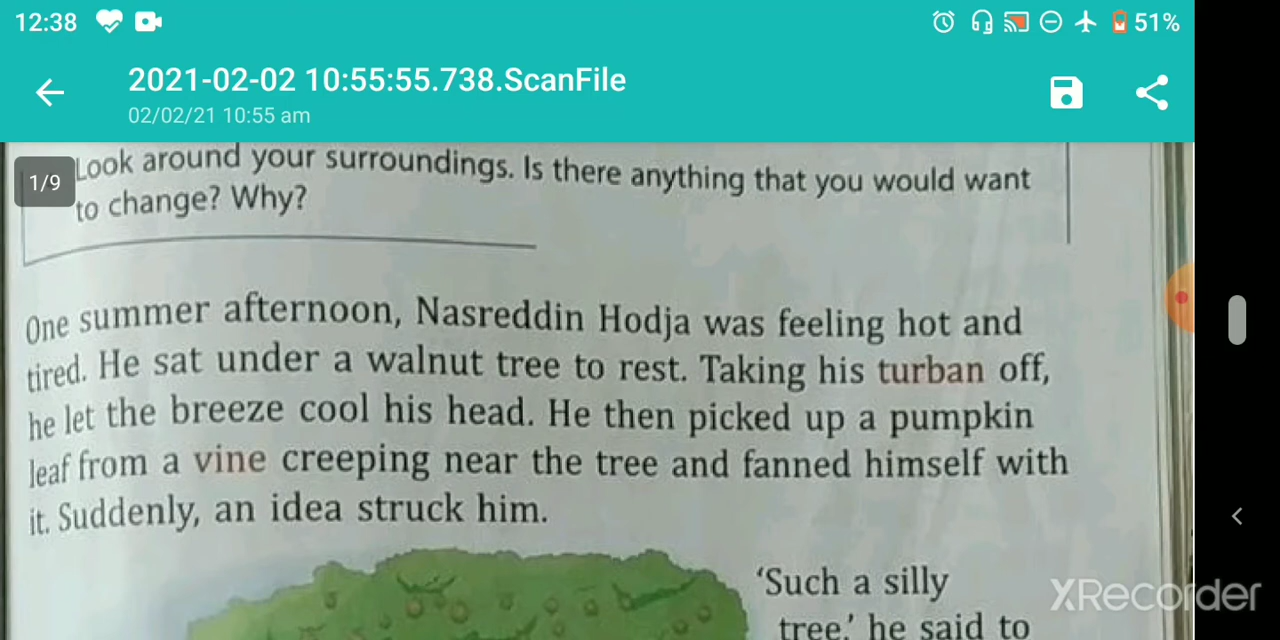 12:38
51%
2021-02-02 10:55:55.738.ScanFile
02/02/21 10:55 am
1/9
Look around your surroundings. Is there anything that you would want
to change? Why?
One summer afternoon, Nasreddin Hodja was feeling hot and
tired. He sat under a walnut tree to rest. Taking his turban off,
he let the breeze cool his head. He then picked up a pumpkin
leaf from a vine creeping near the tree and fanned himself with
it. Suddenly, an idea struck him.
‘Such a silly
tree,’ he said to
XRecorder